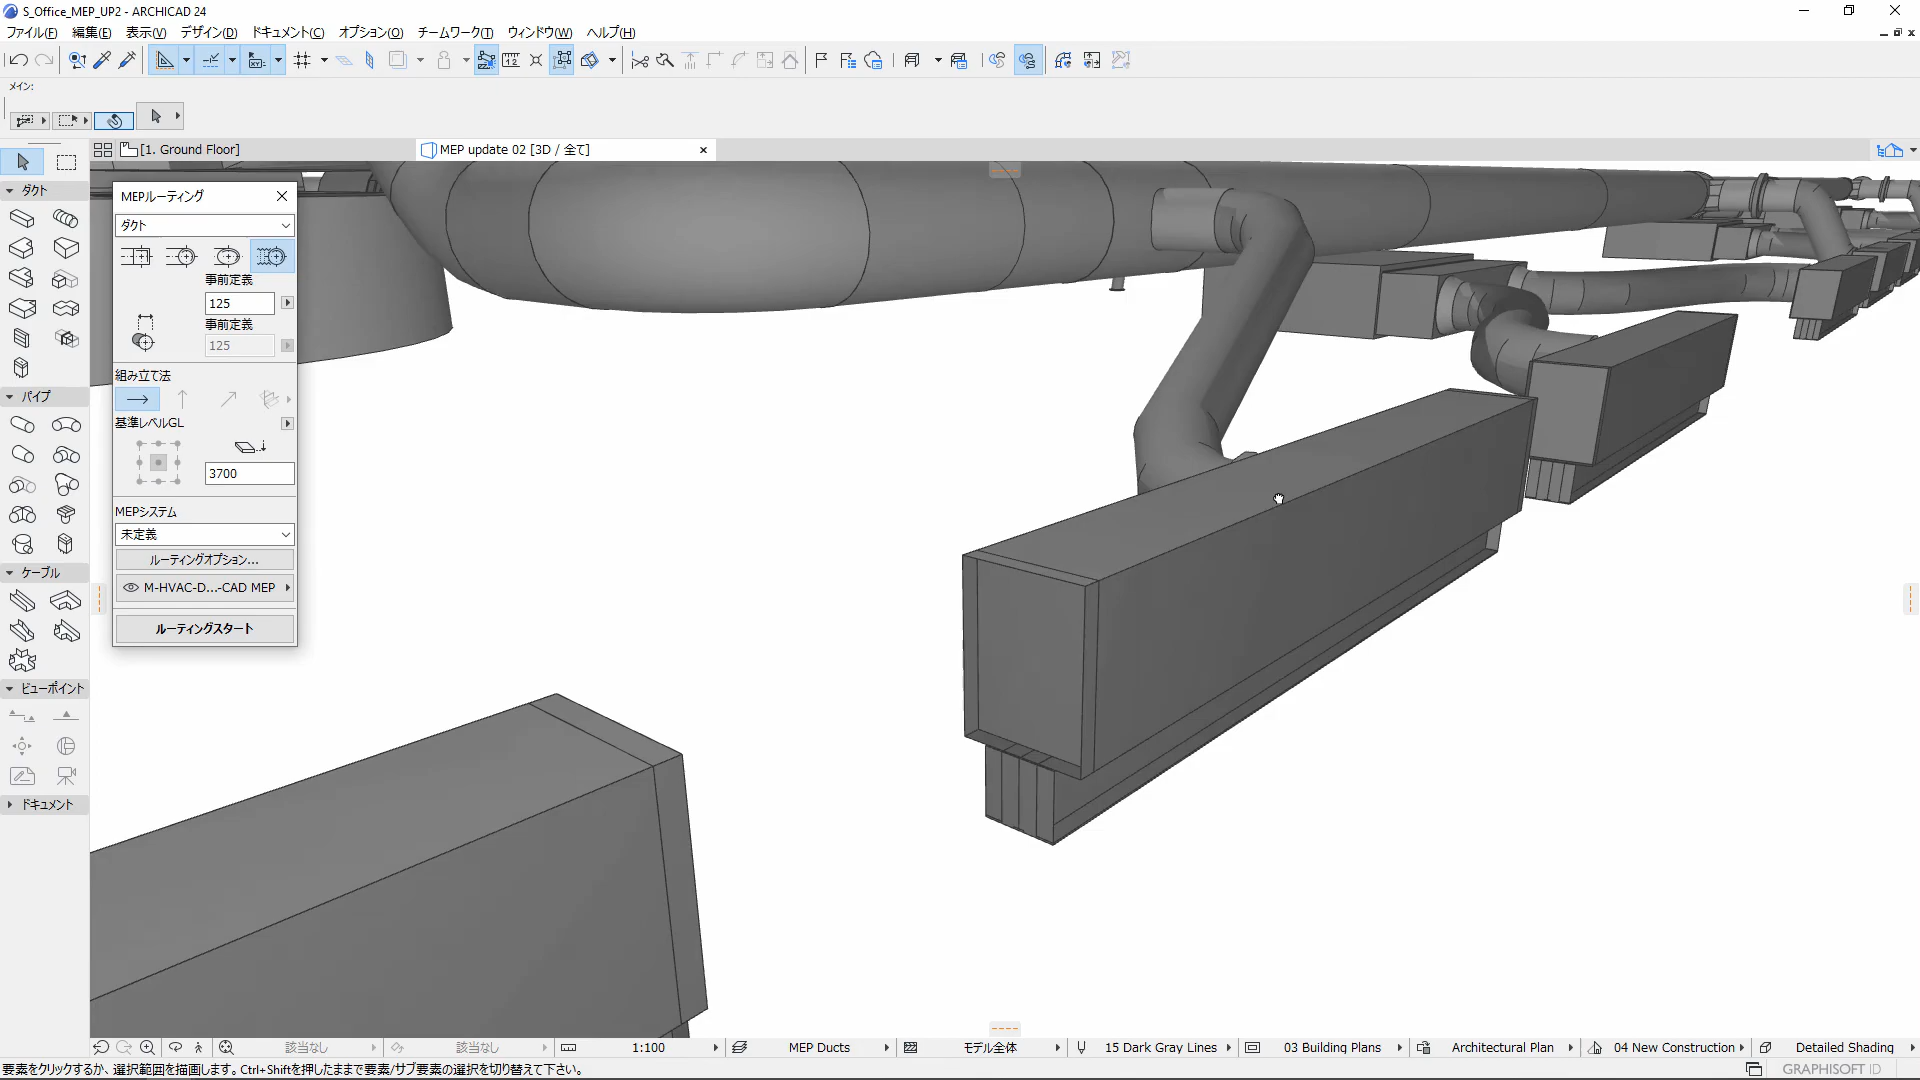 S_Office_MEP_UP2 - ARCHICAD 24
ファイル(F) 編集(E) 表示(V) デザイン(D) ドキュメント(C) オプション(O) チームワーク(T) ウィンドウ(W) ヘルプ(H)
メイン:
[1. Ground Floor] MEP update 02 [3D / 全て]
ダクト
パイプ
ケーブル
ビューポイント
ドキュメント
MEPルーティング
ダクト
事前定義
125
事前定義
125
組み立て法
基準レベルGL
3700
MEPシステム
未定義
ルーティングオプション...
M-HVAC-D...-CAD MEP
ルーティングスタート
該当なし 該当なし 1:100 MEP Ducts モデル全体 15 Dark Gray Lines 03 Building Plans Architectural Plan 04 New Construction Detailed Shading
要素をクリックするか、選択範囲を描画します。Ctrl+Shiftを押したままで要素/サブ要素の選択を切り替えて下さい。
GRAPHISOFT ID